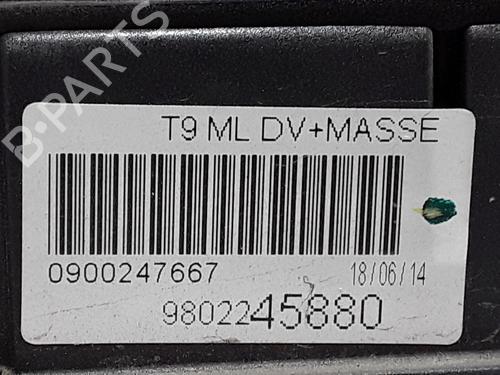 B-PARTS
T9 ML DV+MASSE
0900247667 18/06/14
9802245880